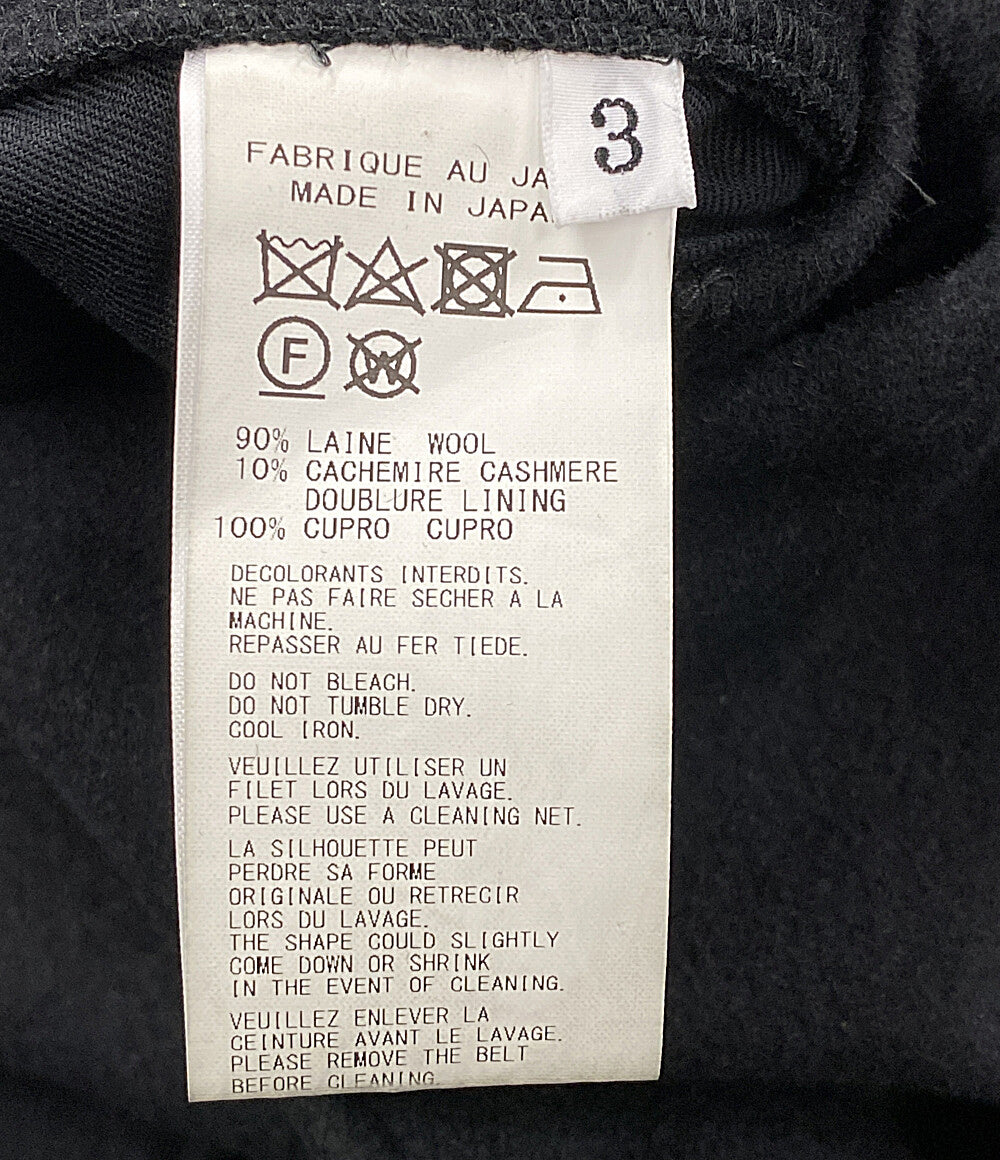 3
FABRIQUE AU JA
MADE IN JAPA
F
W
90% LAINE WOOL
10% CACHEMIRE CASHMERE
DOUBLURE LINING
100% CUPRO CUPRO
DECOLORANTS INTERDITS.
NE PAS FAIRE SECHER A LA
MACHINE.
REPASSER AU FER TIEDE.
DO NOT BLEACH.
DO NOT TUMBLE DRY.
COOL IRON.
VEUILLEZ UTILISER UN
FILET LORS DU LAVAGE.
PLEASE USE A CLEANING NET.
LA SILHOUETTE PEUT
PERDRE SA FORME
ORIGINALE OU RETRECIR
LORS DU LAVAGE.
THE SHAPE COULD SLIGHTLY
COME DOWN OR SHRINK
IN THE EVENT OF CLEANING.
VEUILLEZ ENLEVER LA
CEINTURE AVANT LE LAVAGE.
PLEASE REMOVE THE BELT
BEFORE CLEANING.